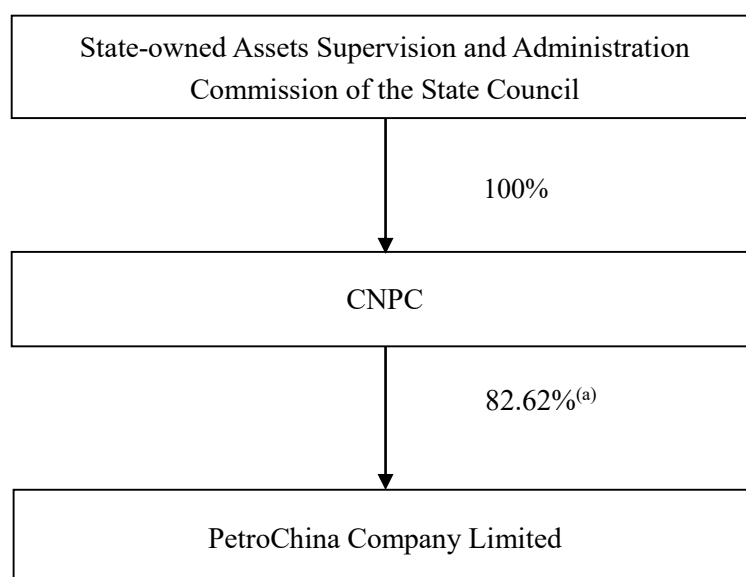 State-owned Assets Supervision and Administration
Commission of the State Council
100%
CNPC
82.62%(a)
PetroChina Company Limited